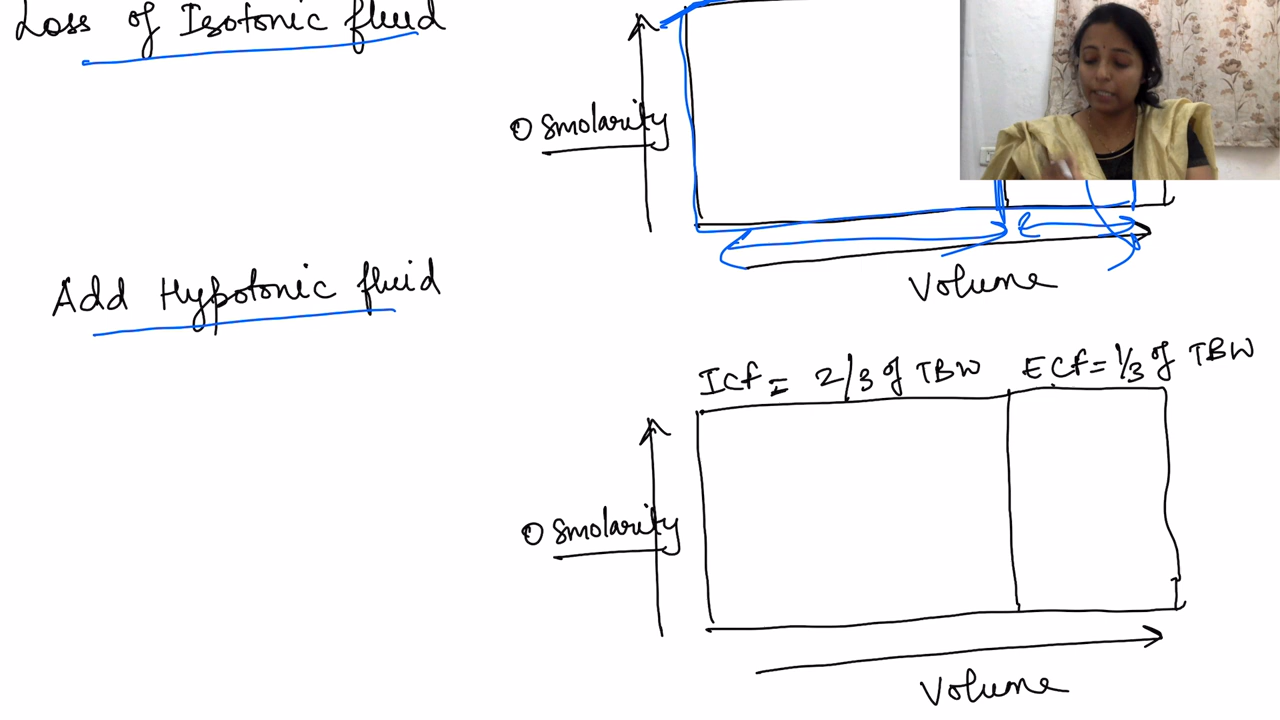 Loss of Isotonic fluid
Osmolarity
Volume
Add Hypotonic fluid
ICf = 2/3 of TBW
ECf = 1/3 of TBW
Osmolarity
Volume